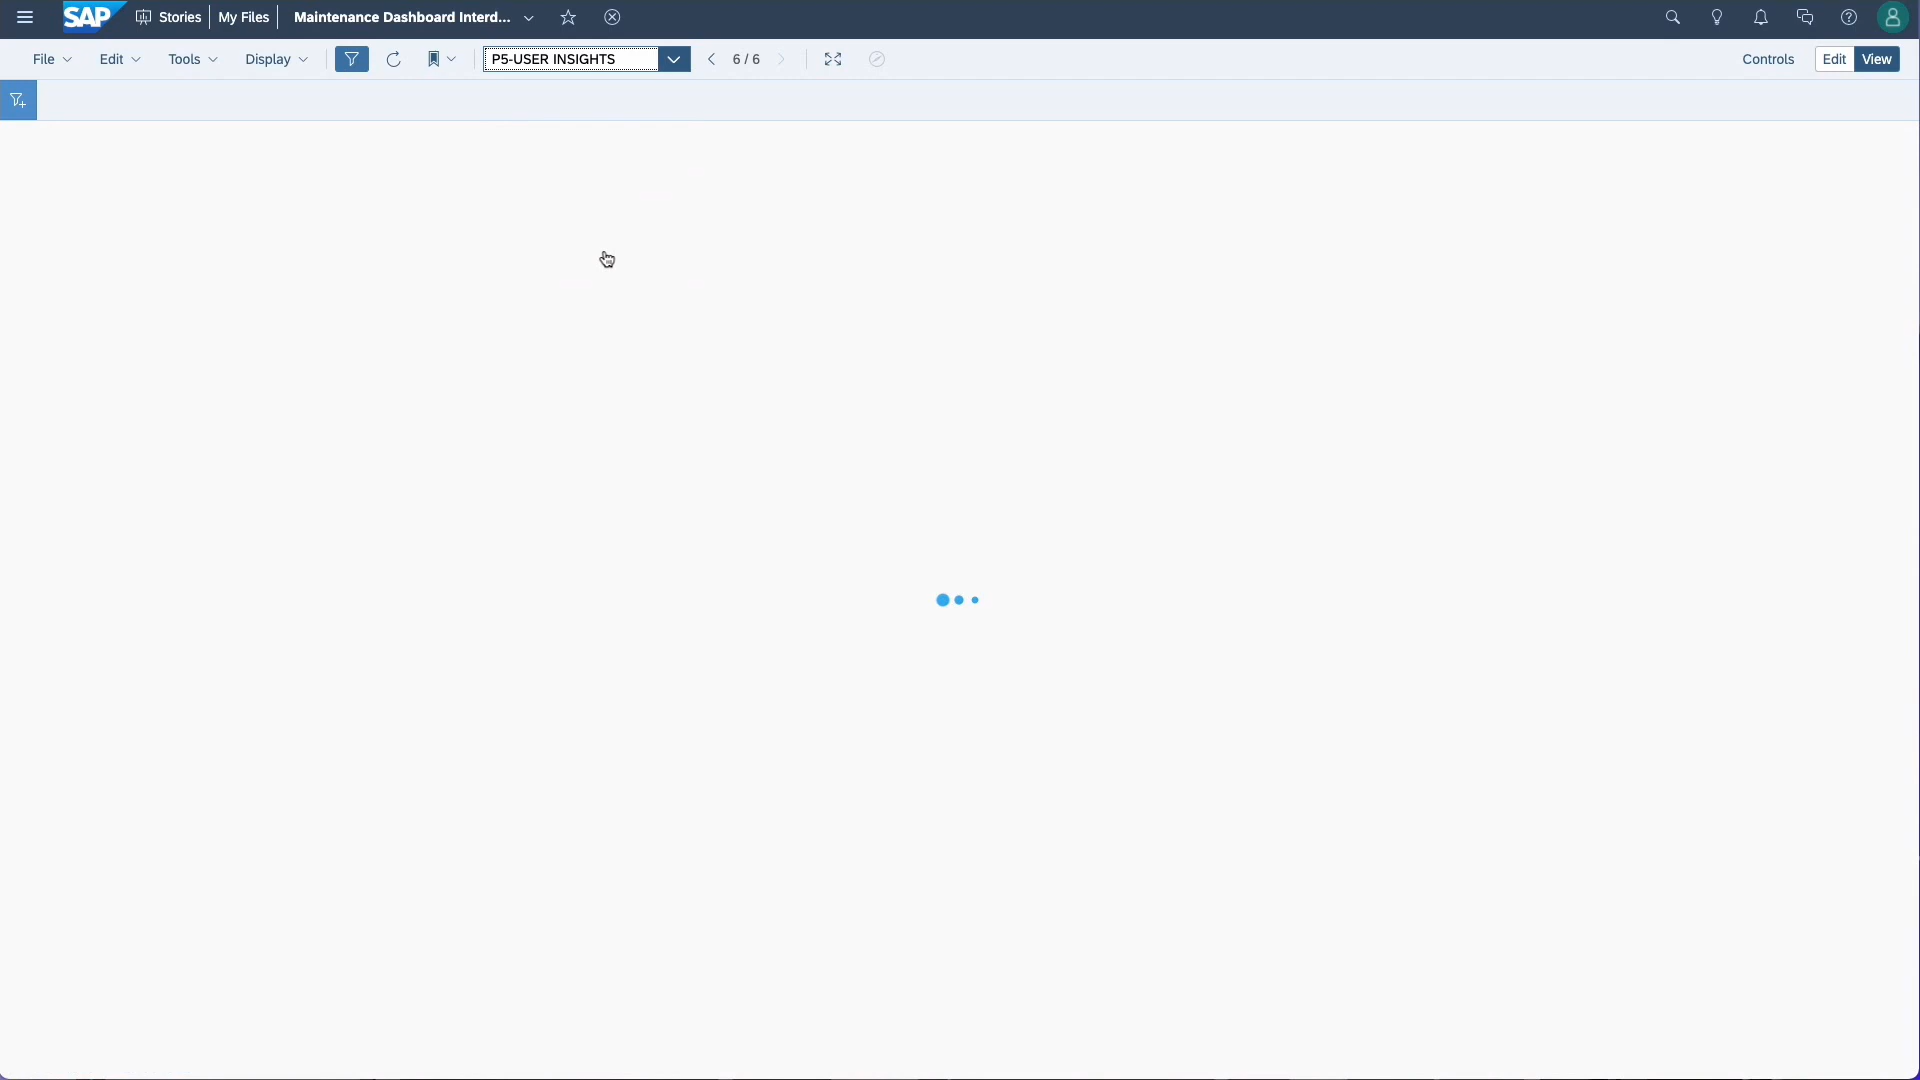 SAP Stories My Files Maintenance Dashboard Interd...
File Edit Tools Display P5-USER INSIGHTS 6 / 6 Controls Edit View